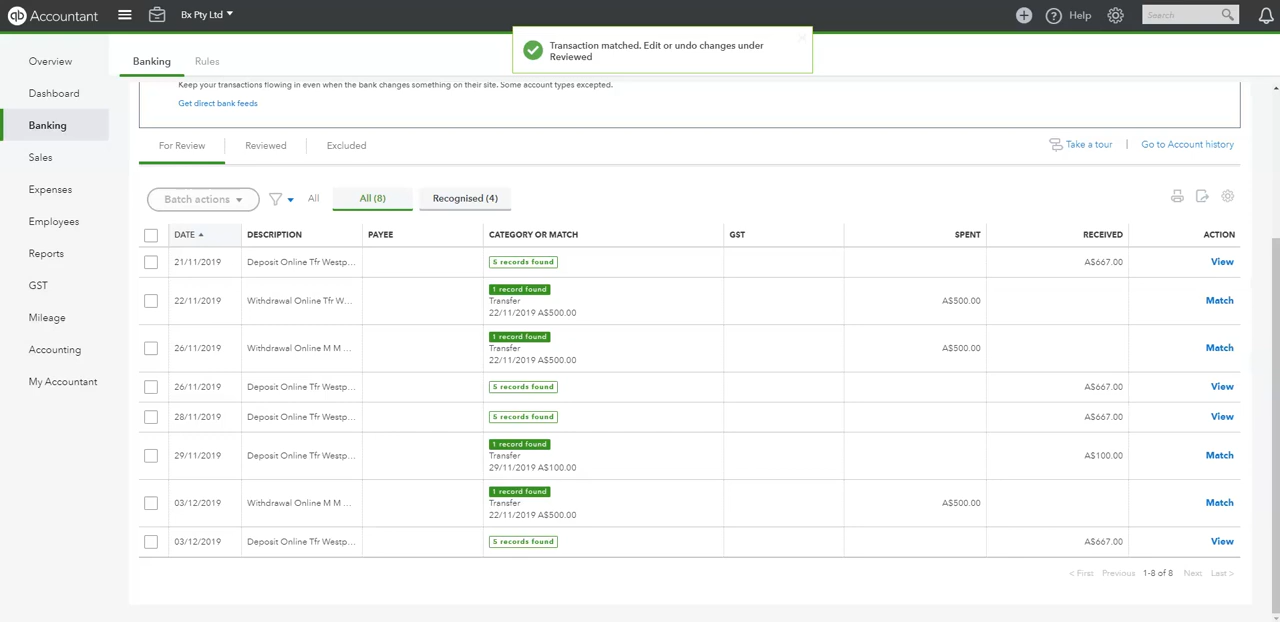 qb Accountant
Bx Pty Ltd
Help
Search
Transaction matched. Edit or undo changes under
Reviewed
Overview
Dashboard
Banking
Sales
Expenses
Employees
Reports
GST
Mileage
Accounting
My Accountant
Banking
Rules
Keep your transactions flowing in even when the bank changes something on their site. Some account types excepted.
Get direct bank feeds
For Review
Reviewed
Excluded
Take a tour
Go to Account history
Batch actions
All
All (8)
Recognised (4)
DATE DESCRIPTION PAYEE CATEGORY OR MATCH GST SPENT RECEIVED ACTION
21/11/2019 Deposit Online Tfr Westp... 5 records found A$667.00 View
1 record found
22/11/2019 Withdrawal Online Tfr W... Transfer A$500.00 Match
22/11/2019 A$500.00
1 record found
26/11/2019 Withdrawal Online M M ... Transfer A$500.00 Match
22/11/2019 A$500.00
26/11/2019 Deposit Online Tfr Westp... 5 records found A$667.00 View
28/11/2019 Deposit Online Tfr Westp... 5 records found A$667.00 View
1 record found
29/11/2019 Deposit Online Tfr Westp... Transfer A$100.00 Match
29/11/2019 A$100.00
1 record found
03/12/2019 Withdrawal Online M M ... Transfer A$500.00 Match
22/11/2019 A$500.00
03/12/2019 Deposit Online Tfr Westp... 5 records found A$667.00 View
< First Previous 1-8 of 8 Next Last >